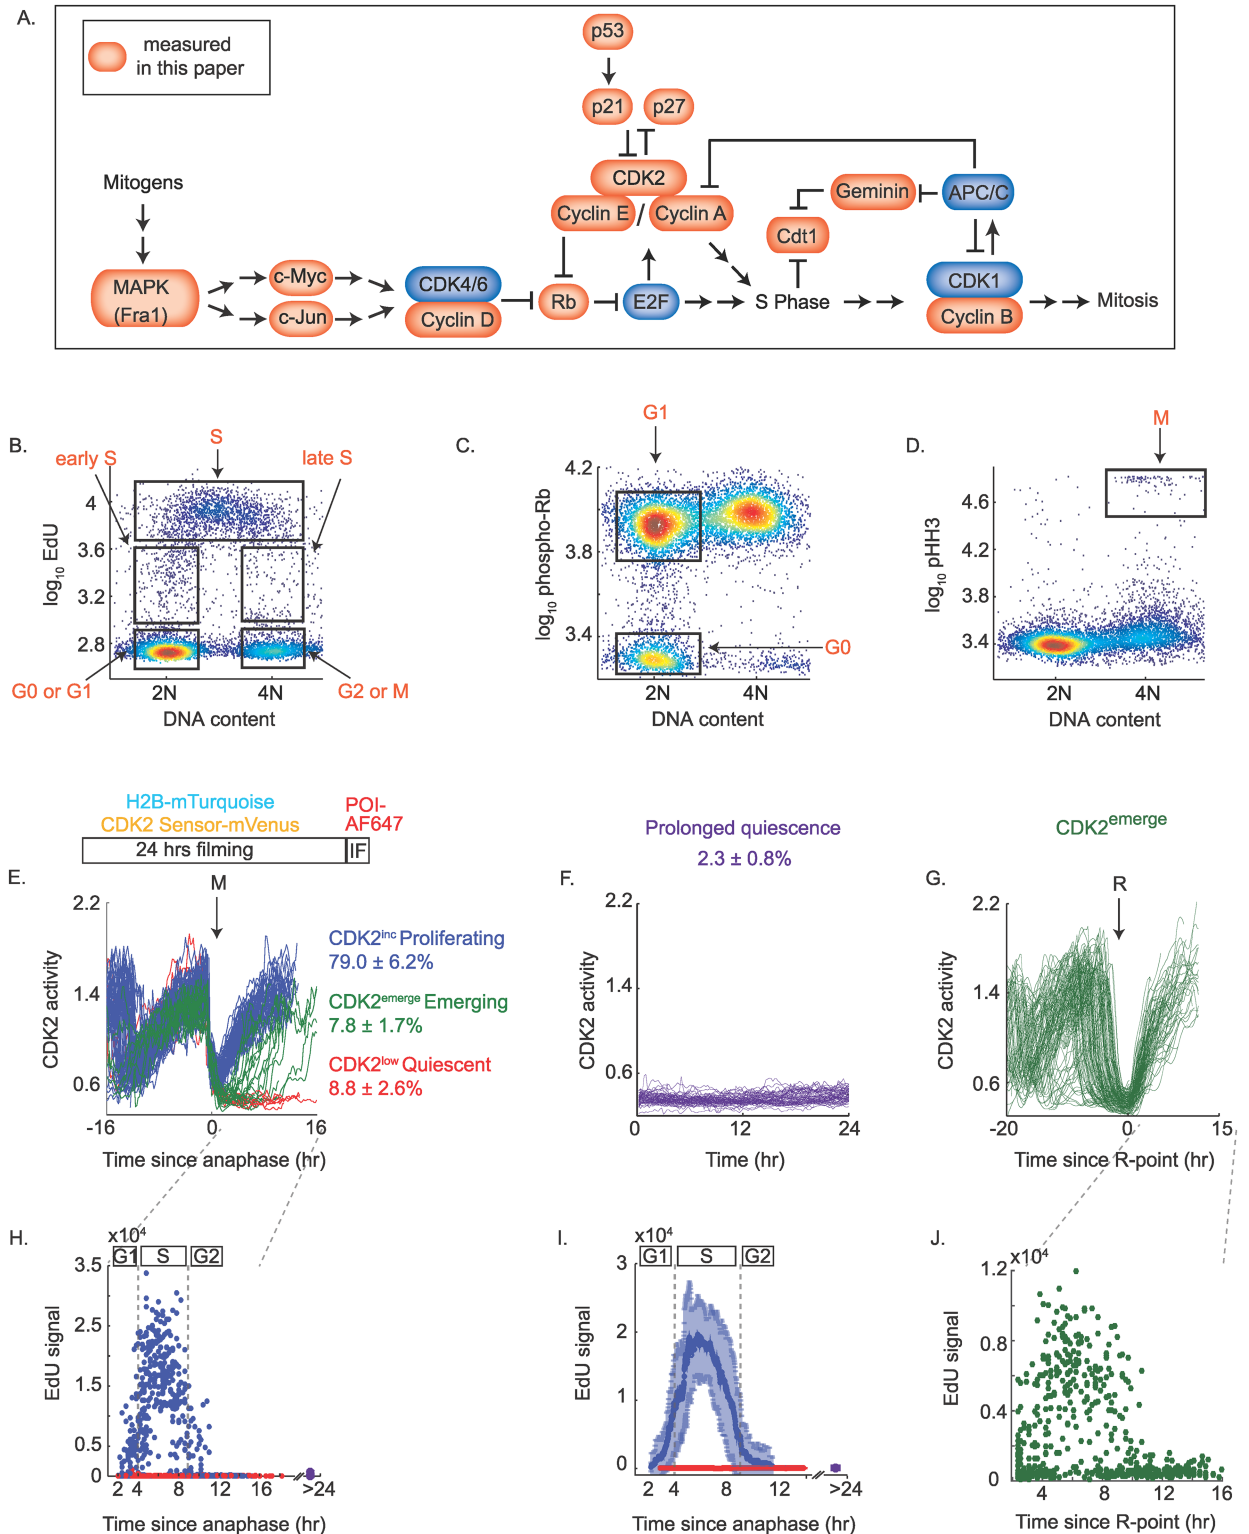 A.
measured
in this paper
p53
p21
p27
CDK2
Cyclin E / Cyclin A
Mitogens
Geminin
APC/C
Cdt1
MAPK
(Fra1)
c-Myc
c-Jun
CDK4/6
Cyclin D
Rb
E2F
S Phase
CDK1
Cyclin B
Mitosis
B.
S
early S
late S
log10 EdU
4
3.6
3.2
2.8
G0 or G1
G2 or M
2N
4N
DNA content
C.
G1
log10 phospho-Rb
4.2
3.8
3.4
G0
2N
4N
DNA content
D.
M
log10 pHH3
4.6
4.2
3.8
3.4
2N
4N
DNA content
H2B-mTurquoise
CDK2 Sensor-mVenus
POI-
AF647
24 hrs filming
IF
E.
M
CDK2 activity
2.2
1.4
0.6
-16
0
16
Time since anaphase (hr)
CDK2inc Proliferating
79.0 ± 6.2%
CDK2emerge Emerging
7.8 ± 1.7%
CDK2low Quiescent
8.8 ± 2.6%
Prolonged quiescence
2.3 ± 0.8%
F.
CDK2 activity
2.2
1.4
0.6
0
12
24
Time (hr)
CDK2emerge
G.
R
CDK2 activity
2.2
1.4
0.6
-20
0
15
Time since R-point (hr)
H.
x104
G1
S
G2
EdU signal
3.5
2.5
1.5
0.5
0
2 4 8 12 16 >24
Time since anaphase (hr)
I.
x104
G1
S
G2
EdU signal
3
2
1
0
2 4 8 12 >24
Time since anaphase (hr)
J.
x104
EdU signal
1.2
0.8
0.4
0
4 8 12 16
Time since R-point (hr)